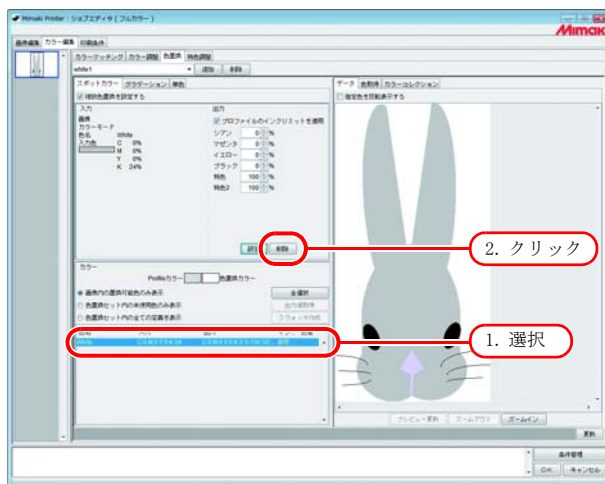 Mimaki Printer : ジョブエディタ ( フルカラー )
Mimaki
画像編集 カラー編集 印刷条件
カラーマッチング カラー調整 色置換 特色調整
white1 追加 削除
スポットカラー グラデーション 単色
データ 色取得 カラーコレクション
指定色を反転表示する
入力 出力
画像
カラーモード
プロファイルのインクリミットを適用
色名 White
シアン 0 %
入力色 C 0%
マゼンタ 0 %
M 0%
イエロー 0 %
Y 0%
ブラック 0 %
K 24%
特色 100 %
特色2 100 %
設定 削除
2. クリック
カラー
Profileカラー 色置換カラー
画像内の置換可能色のみ表示 全選択
色置換セット内の未使用色のみ表示
色置換セット内の全ての定義を表示 スウォッチ作成
1. 選択
White
プレビュー更新 ズームアウト ズームイン
更新
条件管理
OK キャンセル